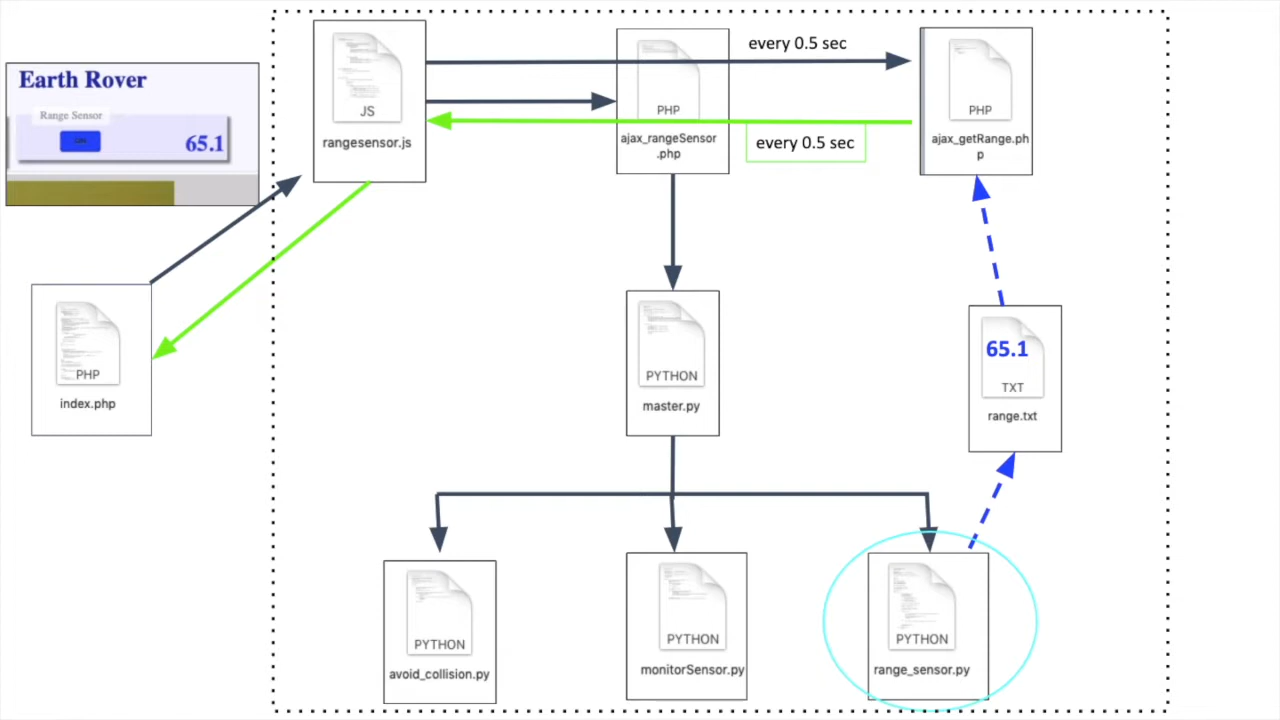 Earth Rover
Range Sensor
65.1
JS
rangesensor.js
every 0.5 sec
PHP
ajax_rangeSensor
.php
every 0.5 sec
PHP
ajax_getRange.ph
p
PHP
index.php
PYTHON
master.py
65.1
TXT
range.txt
PYTHON
avoid_collision.py
PYTHON
monitorSensor.py
PYTHON
range_sensor.py